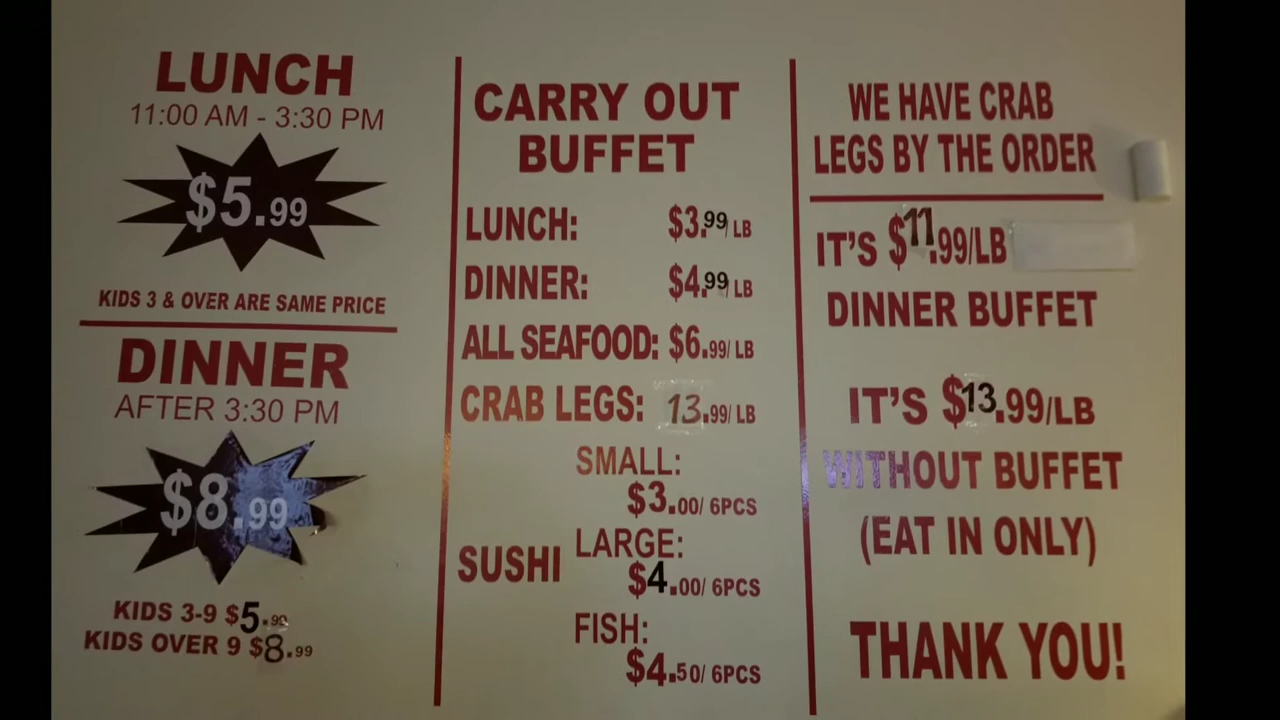 LUNCH
11:00 AM - 3:30 PM
$5.99
KIDS 3 & OVER ARE SAME PRICE
DINNER
AFTER 3:30 PM
$8.99
KIDS 3-9 $5.99
KIDS OVER 9 $8.99
CARRY OUT
BUFFET
LUNCH: $3.99/LB
DINNER: $4.99/LB
ALL SEAFOOD: $6.99/LB
CRAB LEGS: 13.99/LB
SUSHI
SMALL:
$3.00/6PCS
LARGE:
$4.00/6PCS
FISH:
$4.50/6PCS
WE HAVE CRAB
LEGS BY THE ORDER
IT'S $11.99/LB
DINNER BUFFET
IT'S $13.99/LB
WITHOUT BUFFET
(EAT IN ONLY)
THANK YOU!